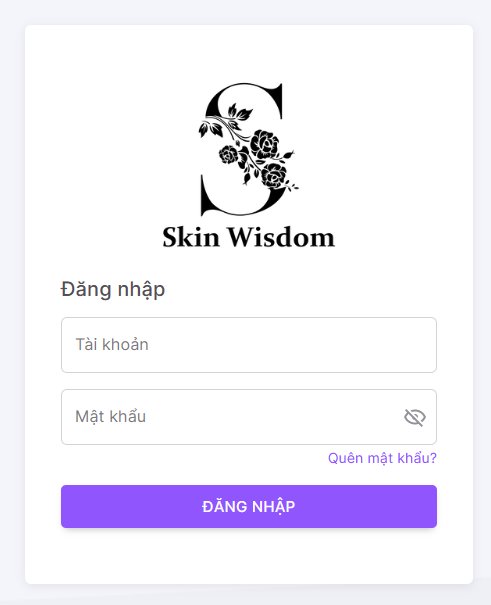 Skin Wisdom
Đăng nhập
Tài khoản
Mật khẩu
Quên mật khẩu?
ĐĂNG NHẬP